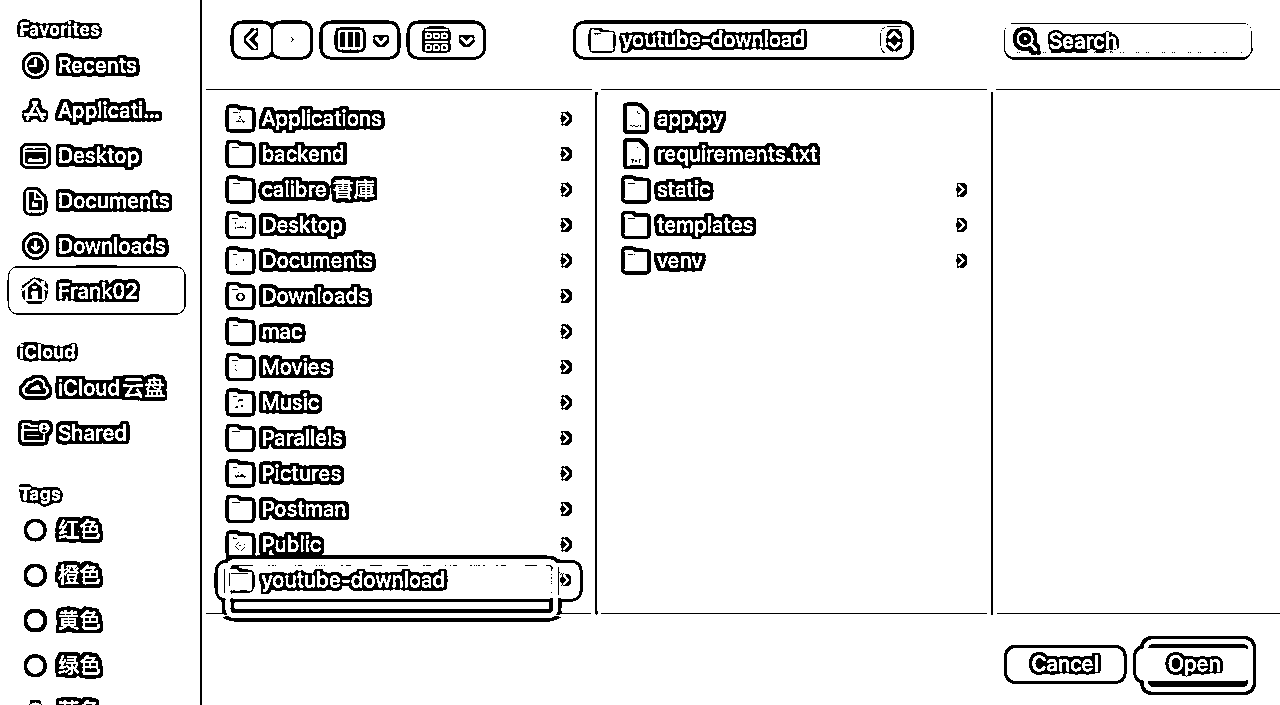 Favorites
Recents
Applicati...
Desktop
Documents
Downloads
Frank02
iCloud
iCloud云盘
Shared
Tags
红色
橙色
黄色
绿色
youtube-download
Search
Applications
backend
calibre 書庫
Desktop
Documents
Downloads
mac
Movies
Music
Parallels
Pictures
Postman
Public
youtube-download
app.py
requirements.txt
static
templates
venv
Cancel
Open